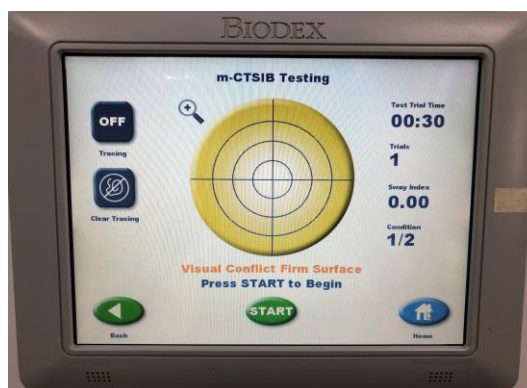 BIODEX
m-CTSIB Testing
OFF
Tracing
Clear Tracing
Test Trial Time
00:30
Trials
1
Sway Index
0.00
Condition
1/2
Visual Conflict Firm Surface
Press START to Begin
Back
START
Home